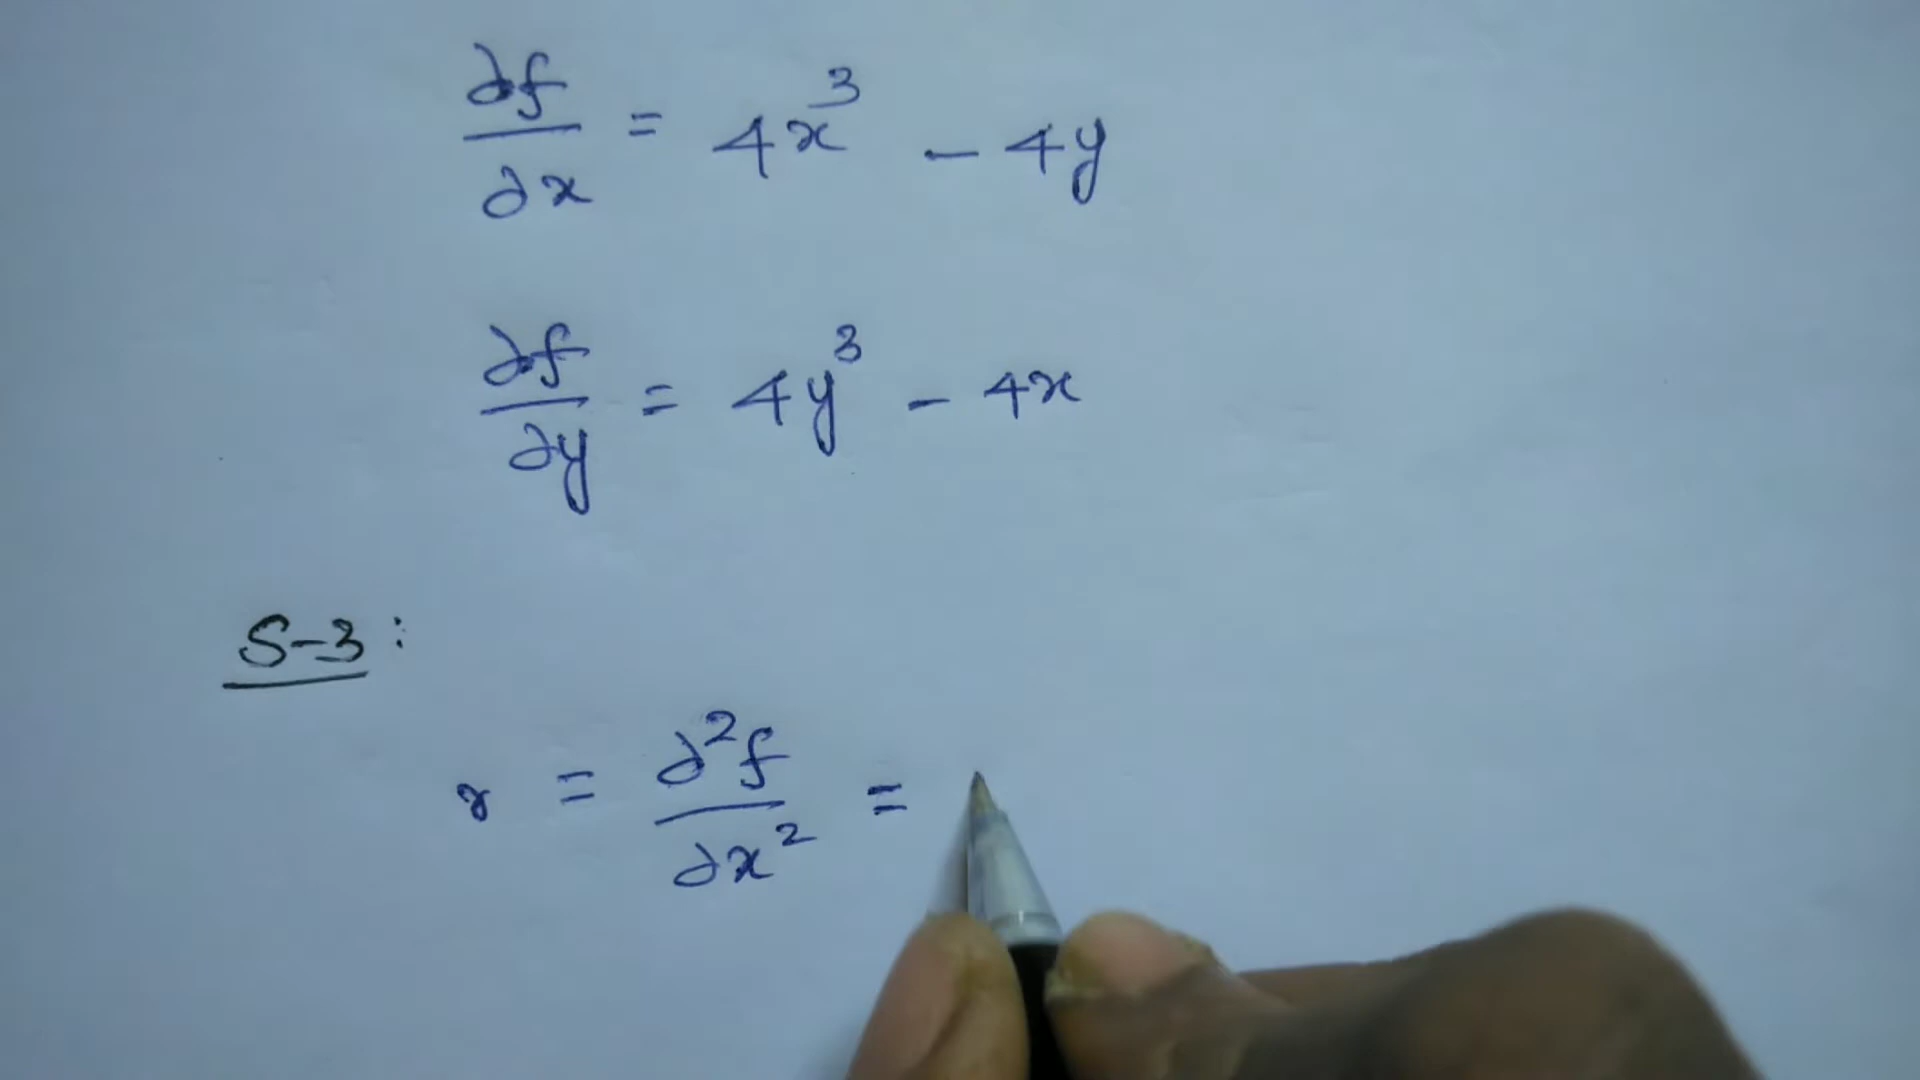 ∂f/∂x = 4x³ - 4y
∂f/∂y = 4y³ - 4x
S-3 :
r = ∂²f/∂x² =